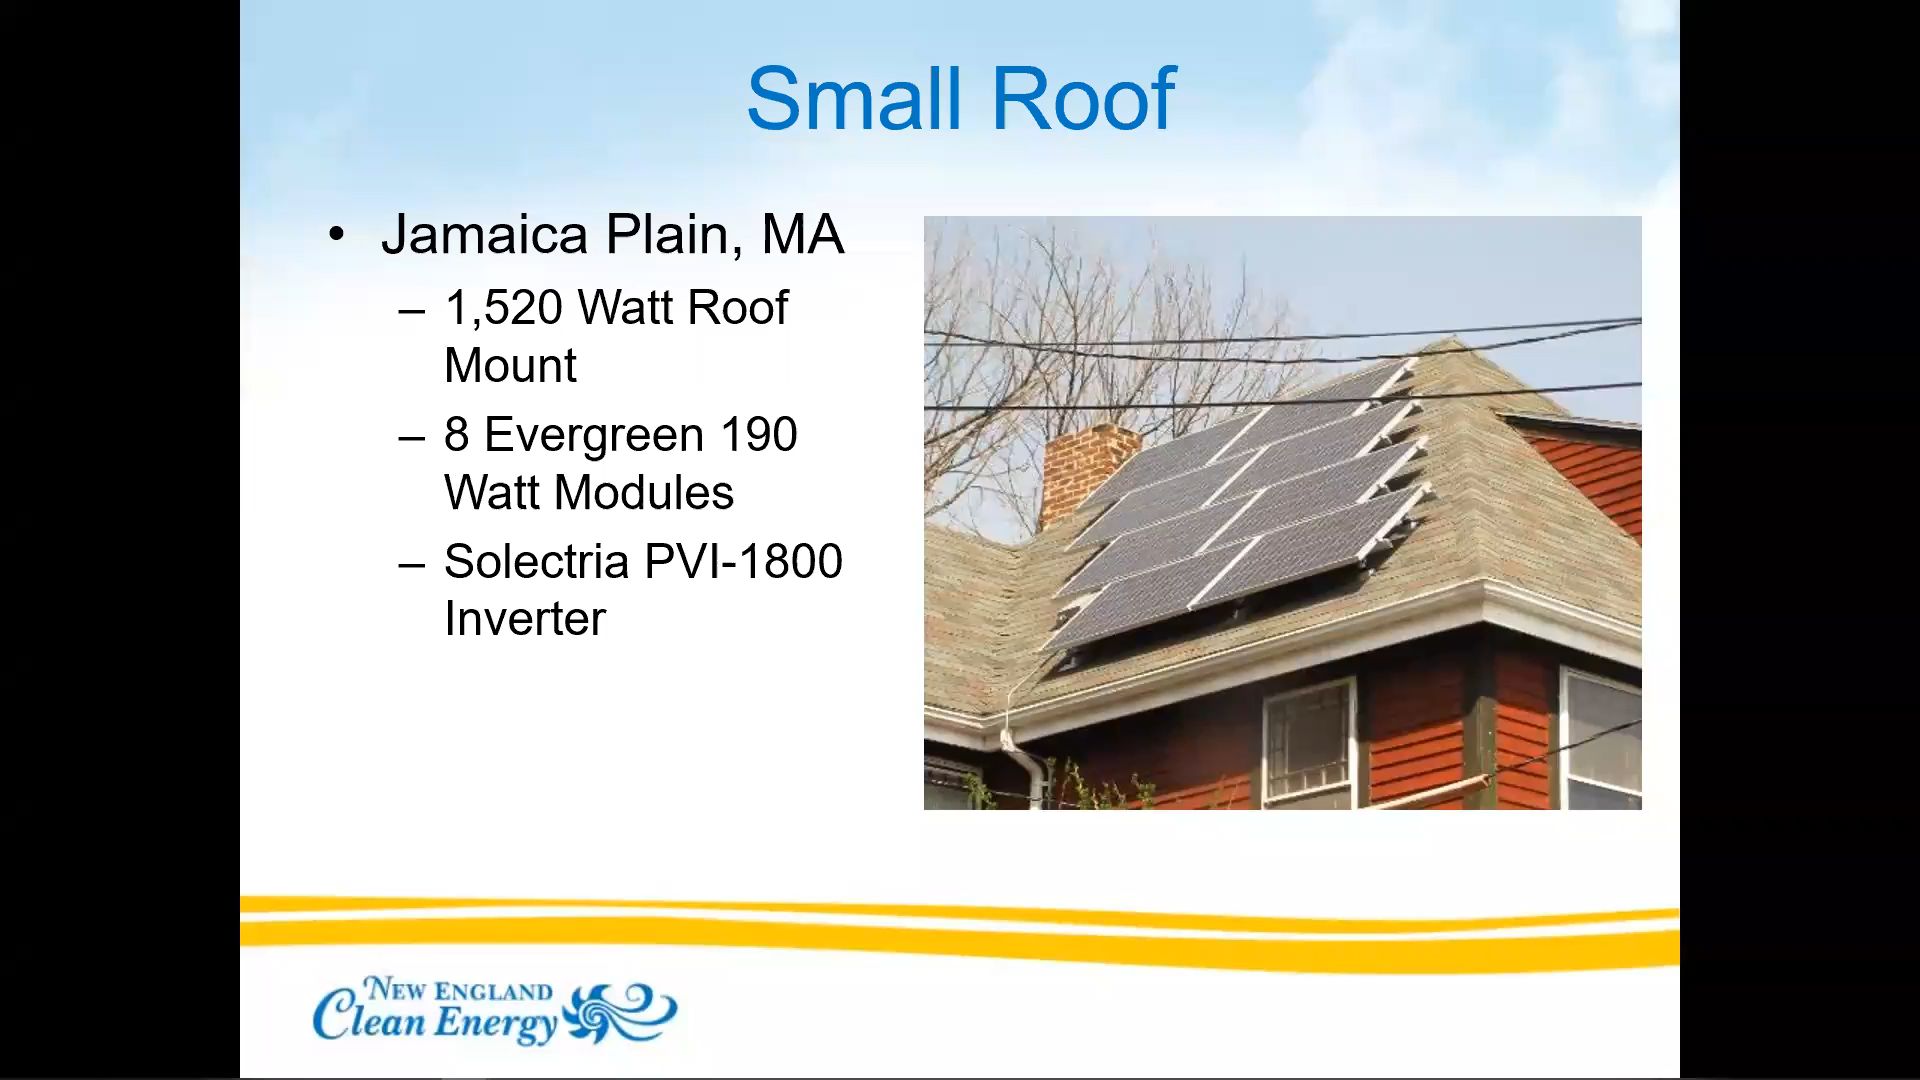 Small Roof
• Jamaica Plain, MA
– 1,520 Watt Roof
Mount
– 8 Evergreen 190
Watt Modules
– Solectria PVI-1800
Inverter
NEW ENGLAND
Clean Energy